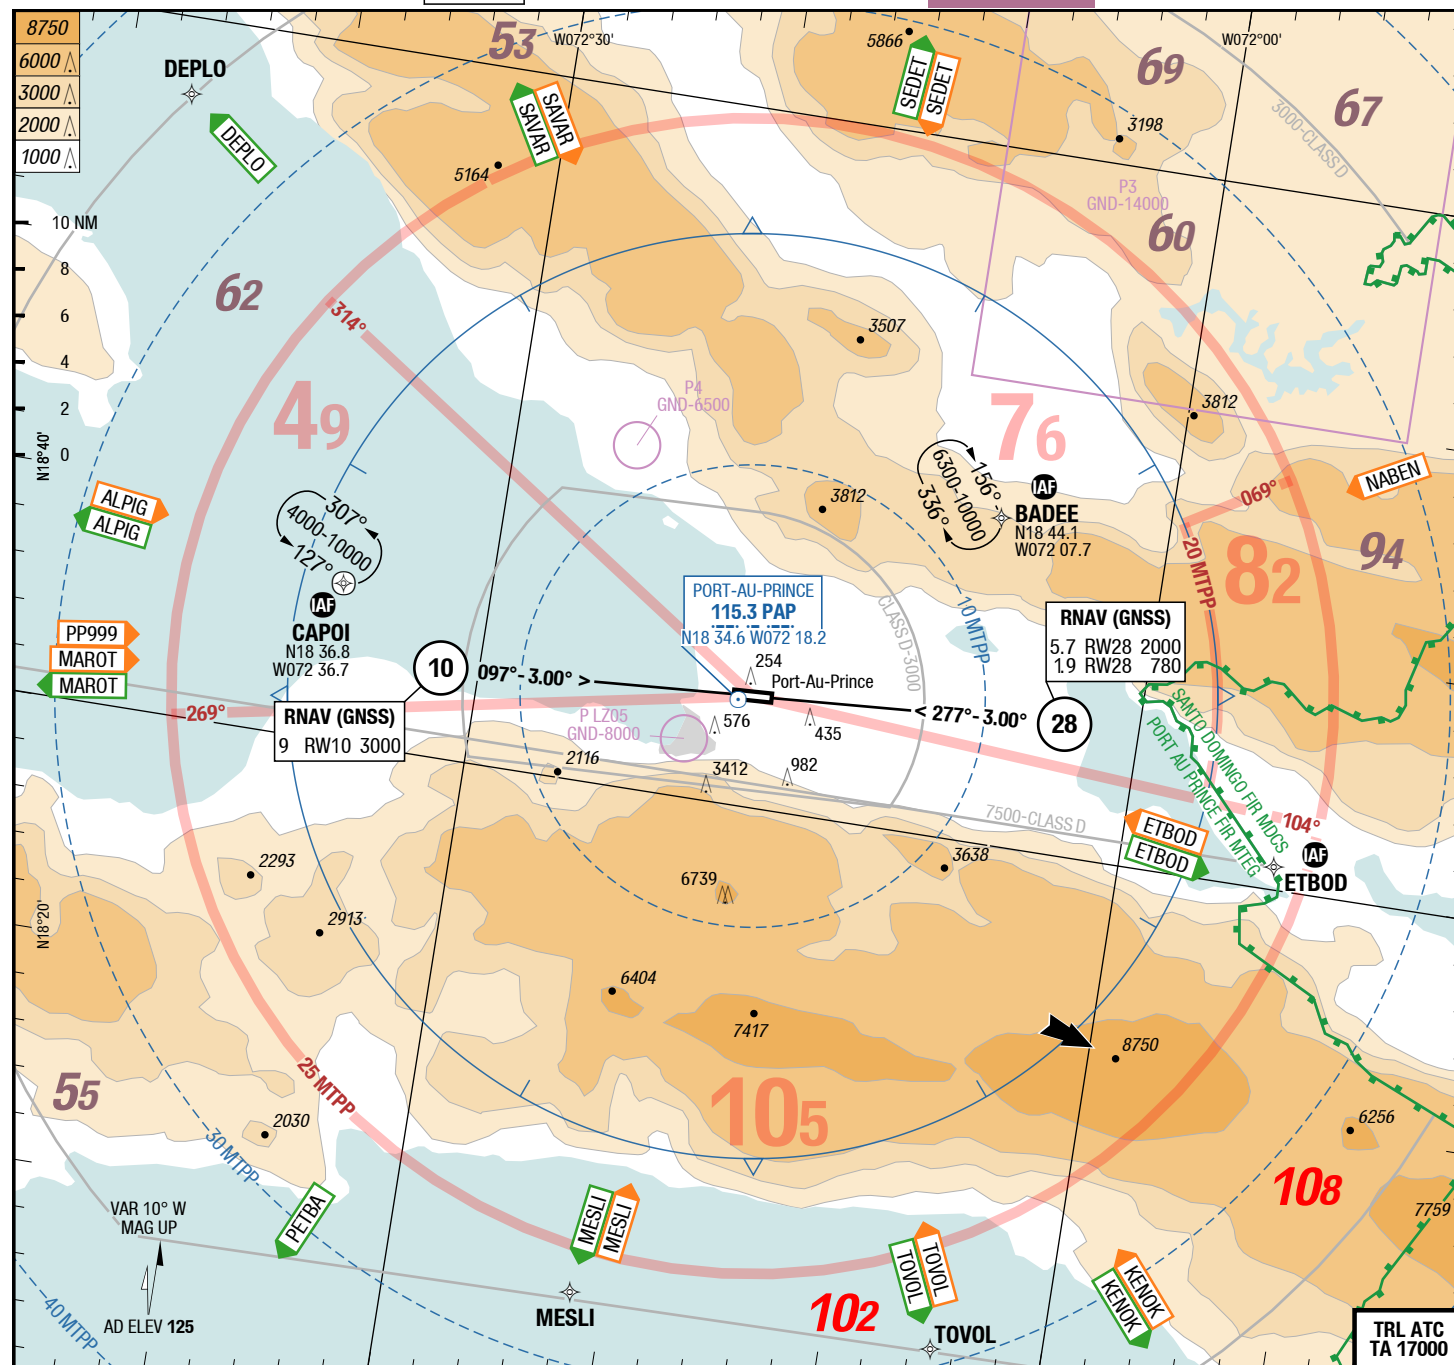 8750
6000
3000
2000
1000
DEPLO
DEPLO
53
W072°30'
SAVAR
SAVAR
5164
5866
SEDET
SEDET
69
W072°00'
67
3198
3000-CLASS D
P3
GND-14000
60
10 NM
8
6
4
2
0
N18°40'
62
314°
49
3507
P4
GND-6500
76
3812
3812
6300-10000
156°
336°
IAF
BADEE
N18 44.1
W072 07.7
069°
NABEN
94
82
20 MTPP
ALPIG
ALPIG
307°
4000-10000
127°
IAF
CAPOI
N18 36.8
W072 36.7
PP999
MAROT
MAROT
269°
RNAV (GNSS)
9 RW10 3000
10
097°- 3.00° >
PORT-AU-PRINCE
115.3 PAP
N18 34.6 W072 18.2
254
Port-Au-Prince
CLASS D-3000
10 MTPP
RNAV (GNSS)
5.7 RW28 2000
1.9 RW28 780
< 277°- 3.00°
28
P LZ05
GND-8000
576
435
2116
3412
982
7500-CLASS D
SANTO DOMINGO FIR MDCS
PORT AU PRINCE FIR MTEG
104°
ETBOD
ETBOD
IAF
ETBOD
2293
2913
6739
3638
N18°20'
6404
7417
8750
105
25 MTPP
55
2030
30 MTPP
40 MTPP
6256
108
7759
VAR 10° W
MAG UP
AD ELEV 125
PETBA
MESLI
MESLI
MESLI
TOVOL
TOVOL
TOVOL
102
KENOK
KENOK
TRL ATC
TA 17000